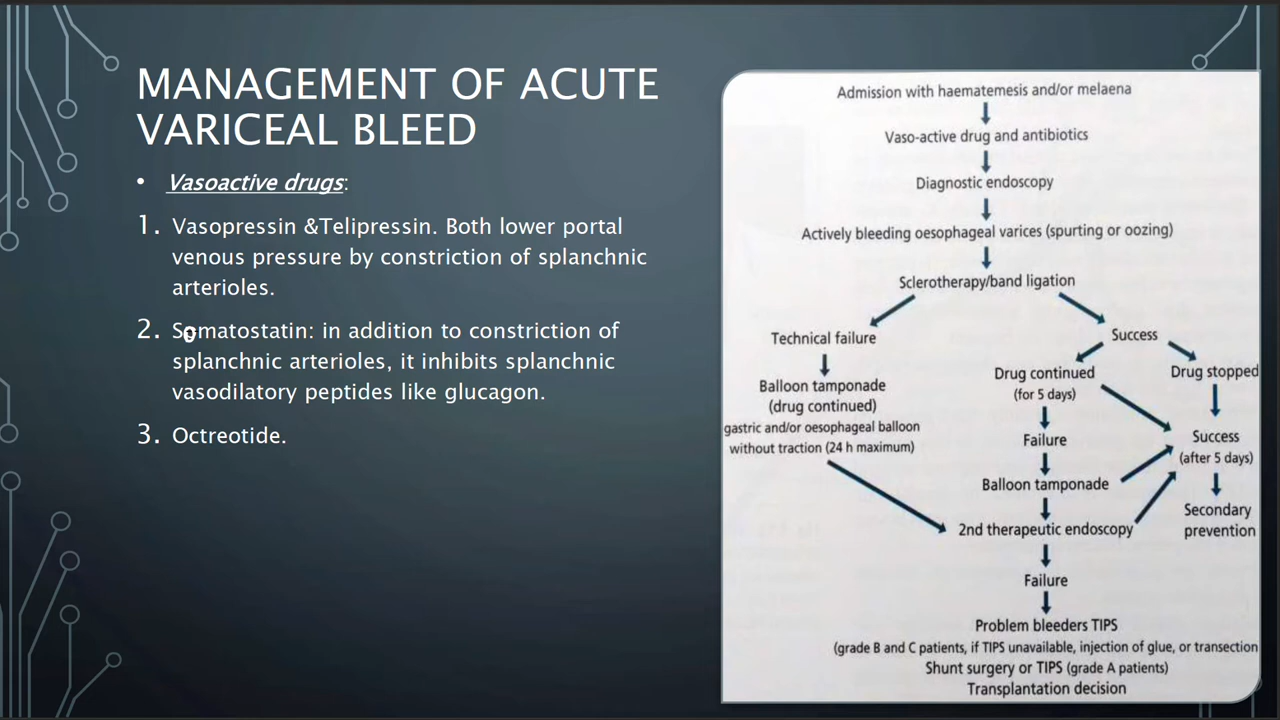 MANAGEMENT OF ACUTE
VARICEAL BLEED
• Vasoactive drugs:
1. Vasopressin &Telipressin. Both lower portal
venous pressure by constriction of splanchnic
arterioles.
2. Somatostatin: in addition to constriction of
splanchnic arterioles, it inhibits splanchnic
vasodilatory peptides like glucagon.
3. Octreotide.
Admission with haematemesis and/or melaena
Vaso-active drug and antibiotics
Diagnostic endoscopy
Actively bleeding oesophageal varices (spurting or oozing)
Sclerotherapy/band ligation
Technical failure
Balloon tamponade
(drug continued)
gastric and/or oesophageal balloon
without traction (24 h maximum)
Success
Drug continued
(for 5 days)
Failure
Balloon tamponade
2nd therapeutic endoscopy
Drug stopped
Success
(after 5 days)
Secondary
prevention
Failure
Problem bleeders TIPS
(grade B and C patients, if TIPS unavailable, injection of glue, or transection
Shunt surgery or TIPS (grade A patients)
Transplantation decision